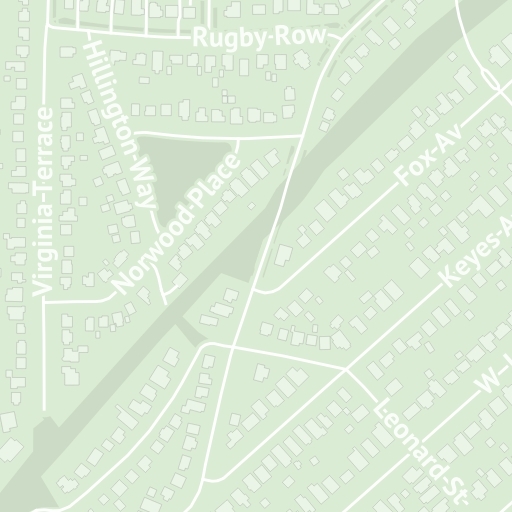 Rugby-Row
Hillington-Way
Fox-Av
Virginia-Terrace
Norwood-Place
Keyes-A
W-I
Leonard-St-